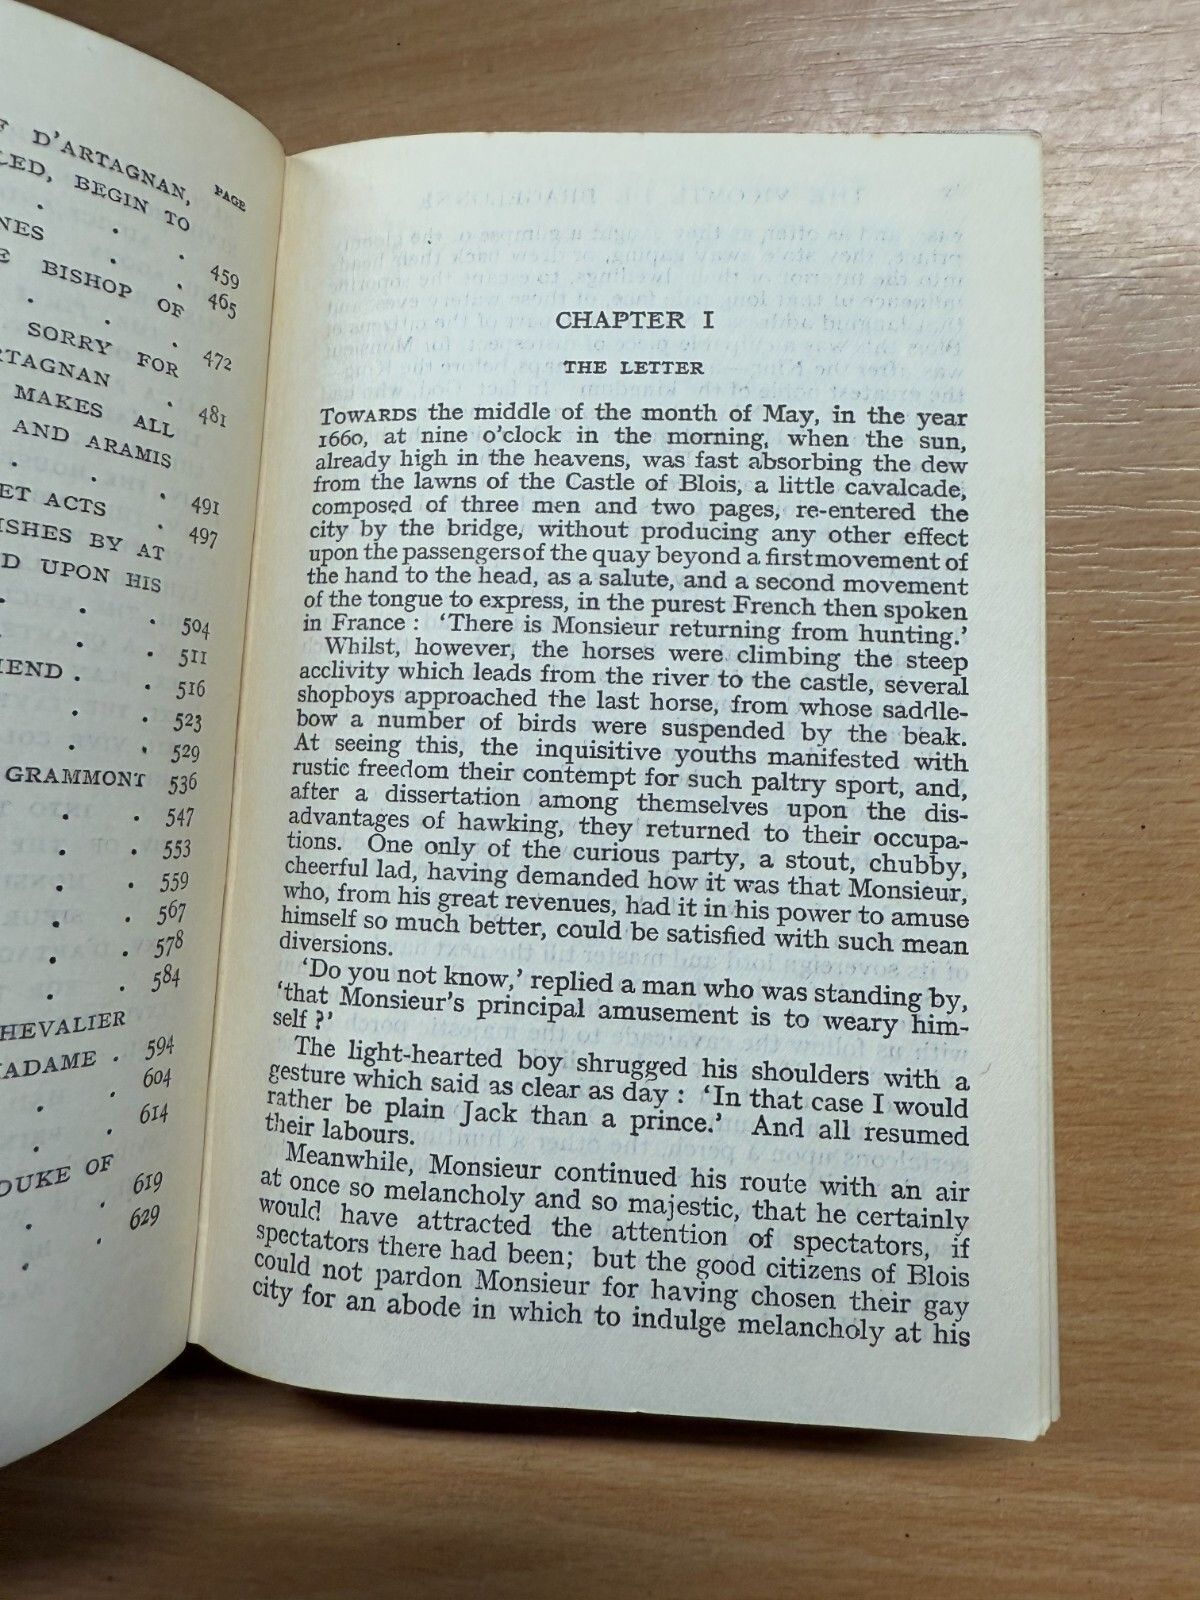 D'ARTAGNAN, PAGE
BEGIN TO
459
BISHOP OF
465
SORRY FOR
472
MAKES ALL
481
AND ARAMIS
491
ACTS
497
BY AT
UPON HIS
504
511
516
523
529
GRAMMONT 536
547
553
559
567
578
584
594
604
614
OF
619
629
CHAPTER I
THE LETTER
TOWARDS the middle of the month of May, in the year
1660, at nine o'clock in the morning, when the sun,
already high in the heavens, was fast absorbing the dew
from the lawns of the Castle of Blois, a little cavalcade,
composed of three men and two pages, re-entered the
city by the bridge, without producing any other effect
upon the passengers of the quay beyond a first movement of
the hand to the head, as a salute, and a second movement
of the tongue to express, in the purest French then spoken
in France : 'There is Monsieur returning from hunting.'
Whilst, however, the horses were climbing the steep
acclivity which leads from the river to the castle, several
shopboys approached the last horse, from whose saddle-
bow a number of birds were suspended by the beak.
At seeing this, the inquisitive youths manifested with
rustic freedom their contempt for such paltry sport, and,
after a dissertation among themselves upon the dis-
advantages of hawking, they returned to their occupa-
tions. One only of the curious party, a stout, chubby,
cheerful lad, having demanded how it was that Monsieur,
who, from his great revenues, had it in his power to amuse
himself so much better, could be satisfied with such mean
diversions.
'Do you not know,' replied a man who was standing by,
'that Monsieur's principal amusement is to weary him-
self ?'
The light-hearted boy shrugged his shoulders with a
gesture which said as clear as day : 'In that case I would
rather be plain Jack than a prince.' And all resumed
their labours.
Meanwhile, Monsieur continued his route with an air
at once so melancholy and so majestic, that he certainly
would have attracted the attention of spectators, if
spectators there had been; but the good citizens of Blois
could not pardon Monsieur for having chosen their gay
city for an abode in which to indulge melancholy at his